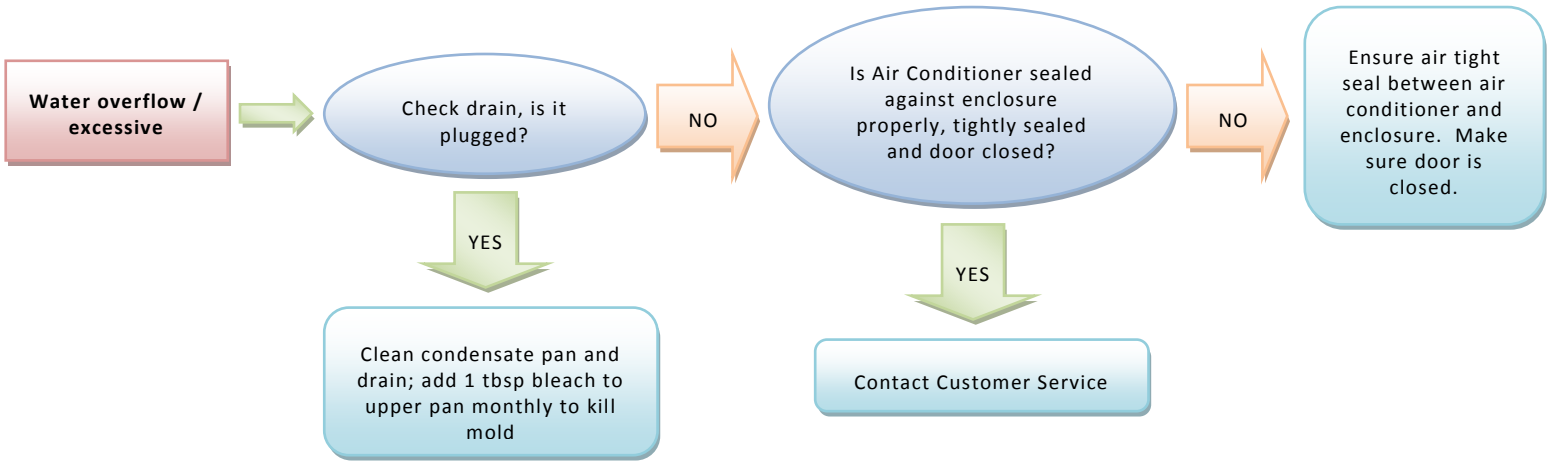 Water overflow /
excessive
Check drain, is it
plugged?
NO
Is Air Conditioner sealed
against enclosure
properly, tightly sealed
and door closed?
NO
Ensure air tight
seal between air
conditioner and
enclosure.  Make
sure door is
closed.
YES
YES
Clean condensate pan and
drain; add 1 tbsp bleach to
upper pan monthly to kill
mold
Contact Customer Service